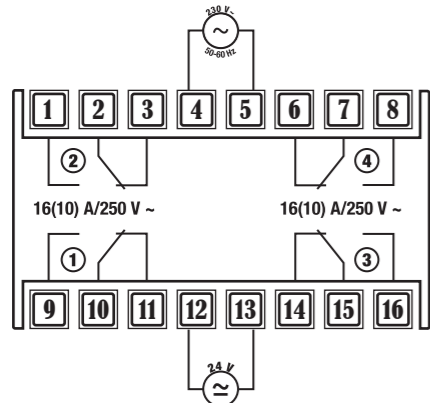 230 V~
50-60 Hz
1 2 3 4 5 6 7 8
2 4
16(10) A/250 V ~ 16(10) A/250 V ~
1 3
9 10 11 12 13 14 15 16
24 V